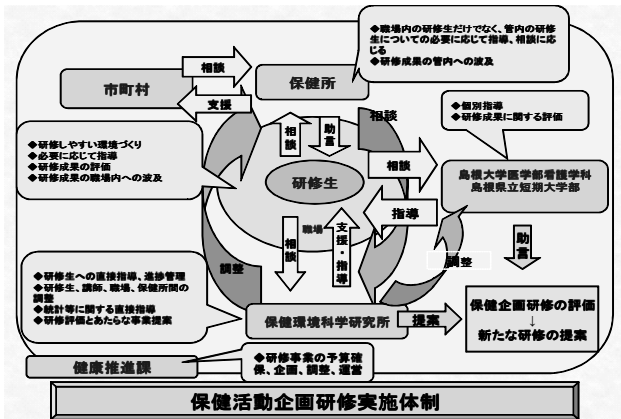 ◆職場内の研修生だけでなく、管内の研修
生についての必要に応じて指導、相談に応
じる
◆研修成果の管内への波及
市町村
相談
支援
保健所
相談
◆個別指導
◆研修成果に関する評価
◆研修しやすい環境づくり
◆必要に応じて指導
◆研修成果の評価
◆研修成果の職場内への波及
相談
助言
研修生
職場
相談
指導
島根大学医学部看護学科
島根県立短期大学部
相談
支援・指導
調整
調整
助言
◆研修生への直接指導、進捗管理
◆研修生、講師、職場、保健所間の
調整
◆統計等に関する直接指導
◆研修評価とあらたな事業提案
保健環境科学研究所
提案
保健企画研修の評価
↓
新たな研修の提案
健康推進課
◆研修事業の予算確
保、企画、調整、運営
保健活動企画研修実施体制